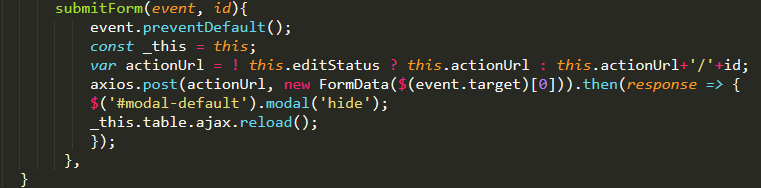 submitForm(event, id){
event.preventDefault();
const _this = this;
var actionUrl = ! this.editStatus ? this.actionUrl : this.actionUrl+'/'+id;
axios.post(actionUrl, new FormData($(event.target)[0])).then(response => {
$('#modal-default').modal('hide');
_this.table.ajax.reload();
});
},
}